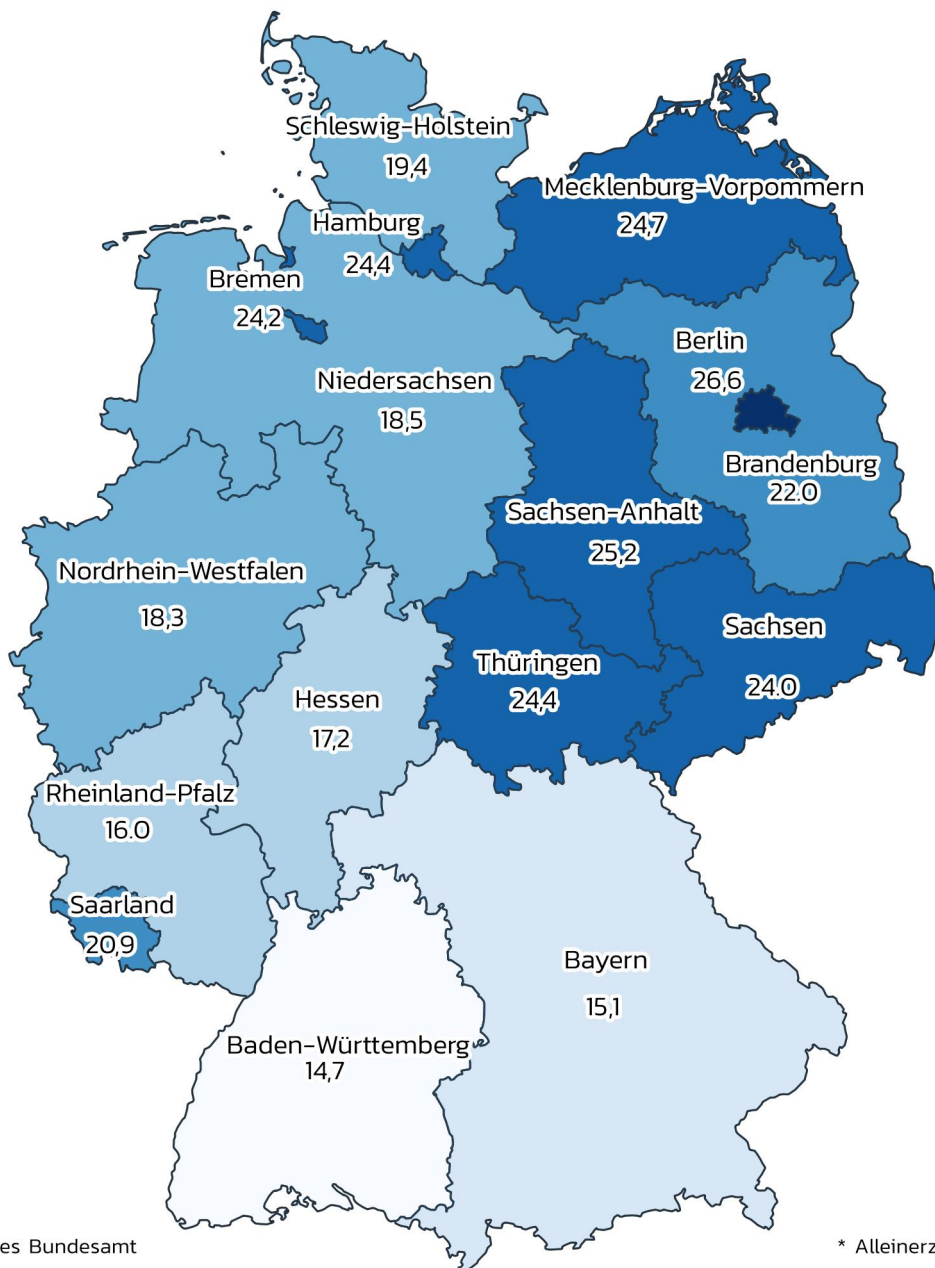 Schleswig-Holstein
19,4
Mecklenburg-Vorpommern
24,7
Hamburg
24,4
Bremen
24,2
Berlin
26,6
Niedersachsen
18,5
Brandenburg
22.0
Sachsen-Anhalt
25,2
Nordrhein-Westfalen
18,3
Sachsen
24.0
Thüringen
24,4
Hessen
17,2
Rheinland-Pfalz
16.0
Saarland
20,9
Bayern
15,1
Baden-Württemberg
14,7
es Bundesamt
* Alleinerz